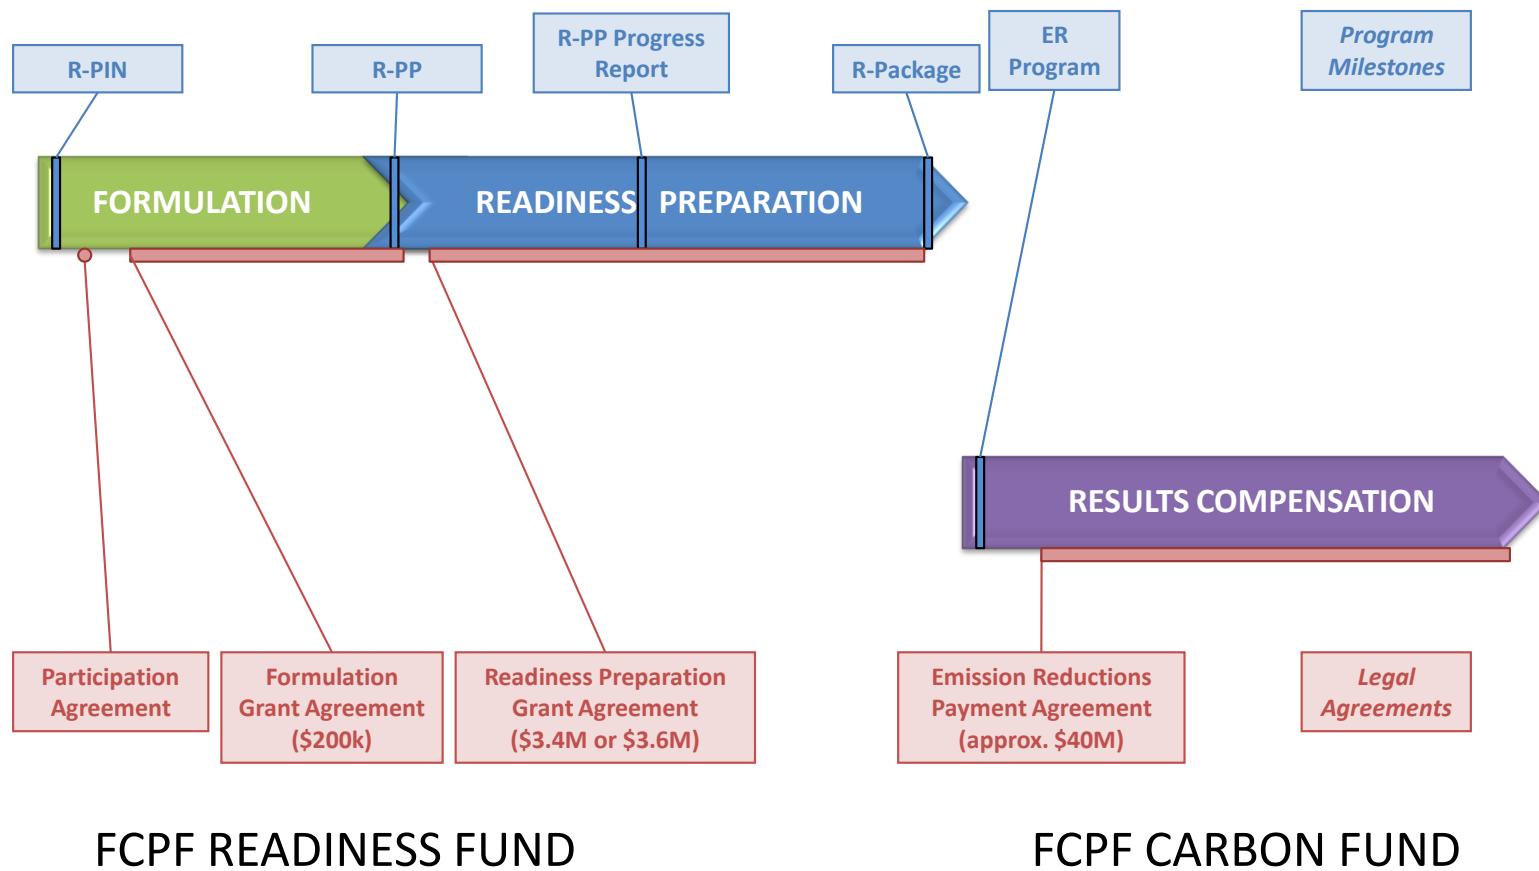 R-PIN
R-PP
R-PP Progress
Report
R-Package
ER
Program
Program
Milestones
FORMULATION
READINESS PREPARATION
RESULTS COMPENSATION
Participation
Agreement
Formulation
Grant Agreement
($200k)
Readiness Preparation
Grant Agreement
($3.4M or $3.6M)
Emission Reductions
Payment Agreement
(approx. $40M)
Legal
Agreements
FCPF READINESS FUND
FCPF CARBON FUND